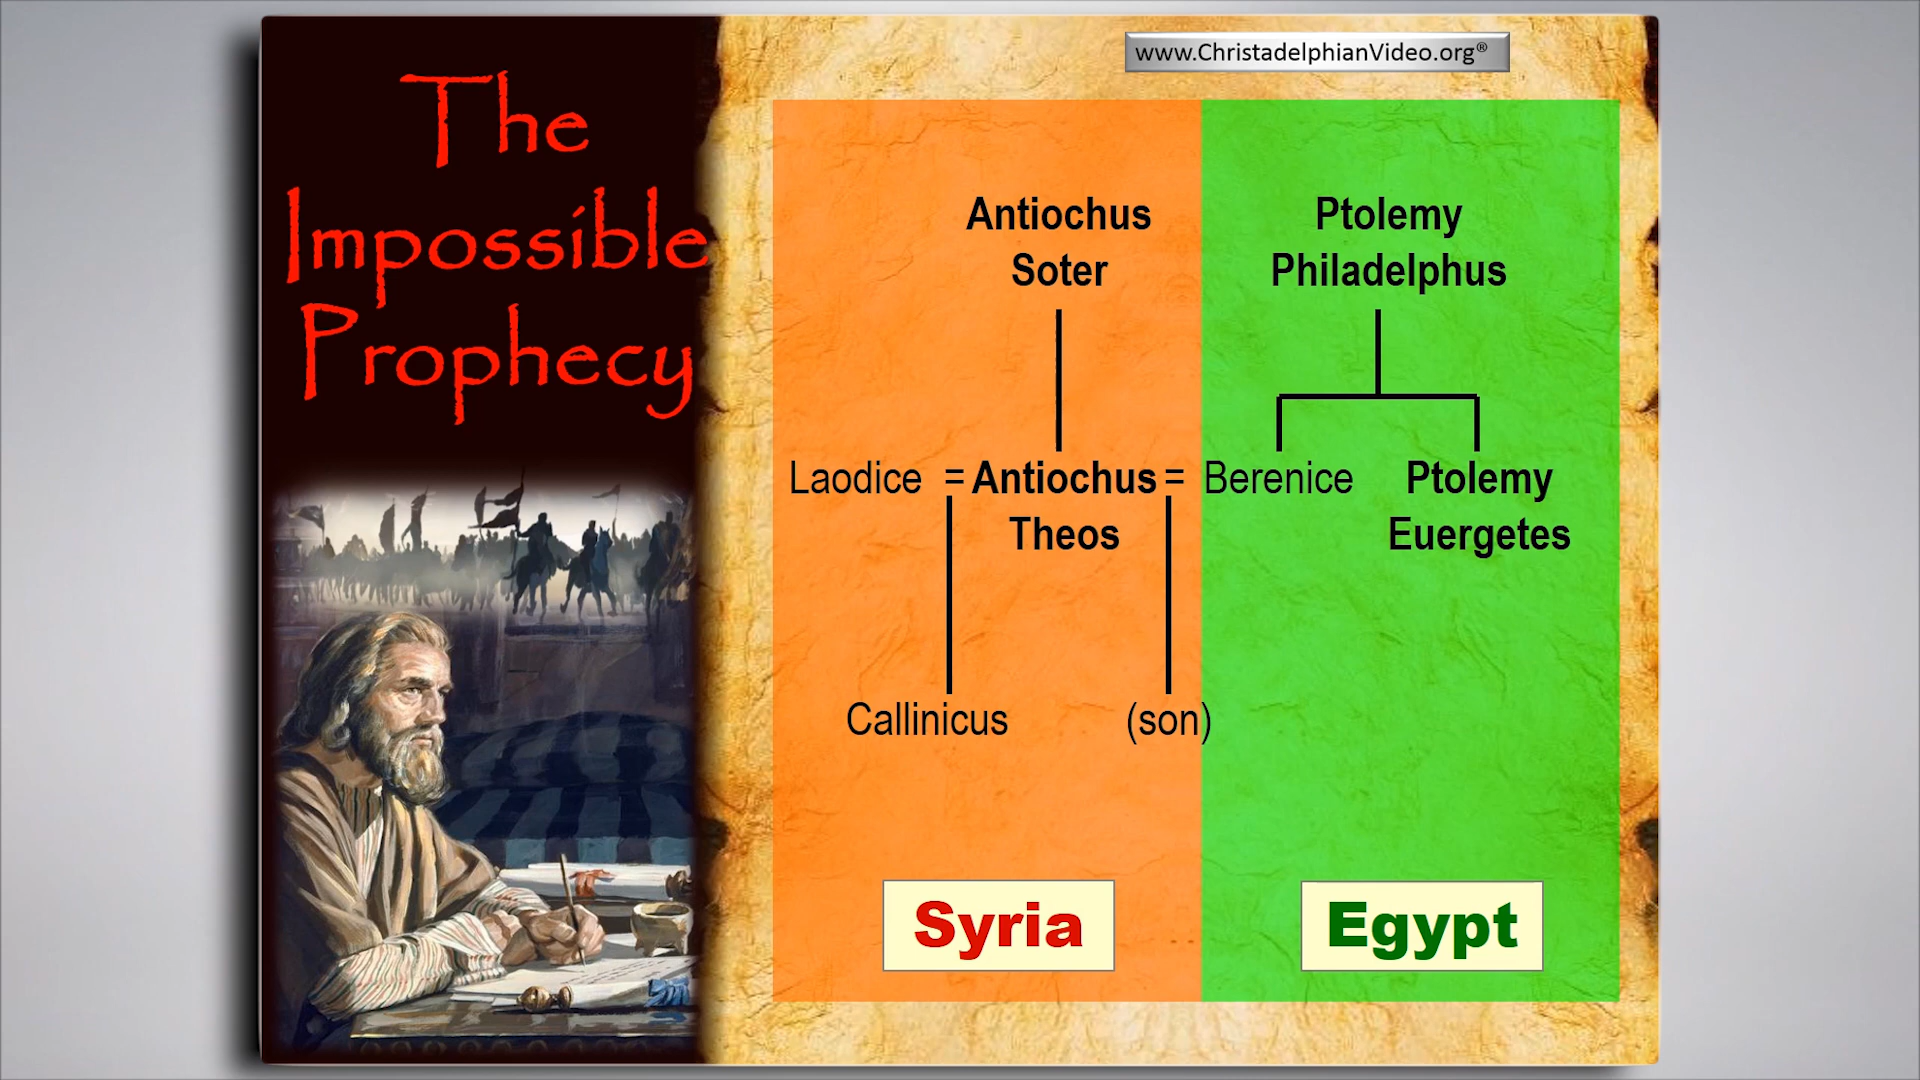 The
Impossible
Prophecy
www.ChristadelphianVideo.org®
Antiochus
Soter
Ptolemy
Philadelphus
Laodice = Antiochus = Berenice
Theos
Ptolemy
Euergetes
Callinicus
(son)
Syria
Egypt